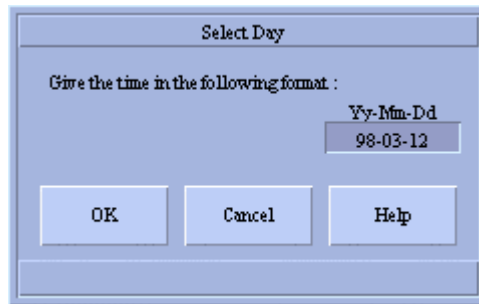 Select Day
Give the time in the following format :
Yy-Mm-Dd
98-03-12
OK Cancel Help